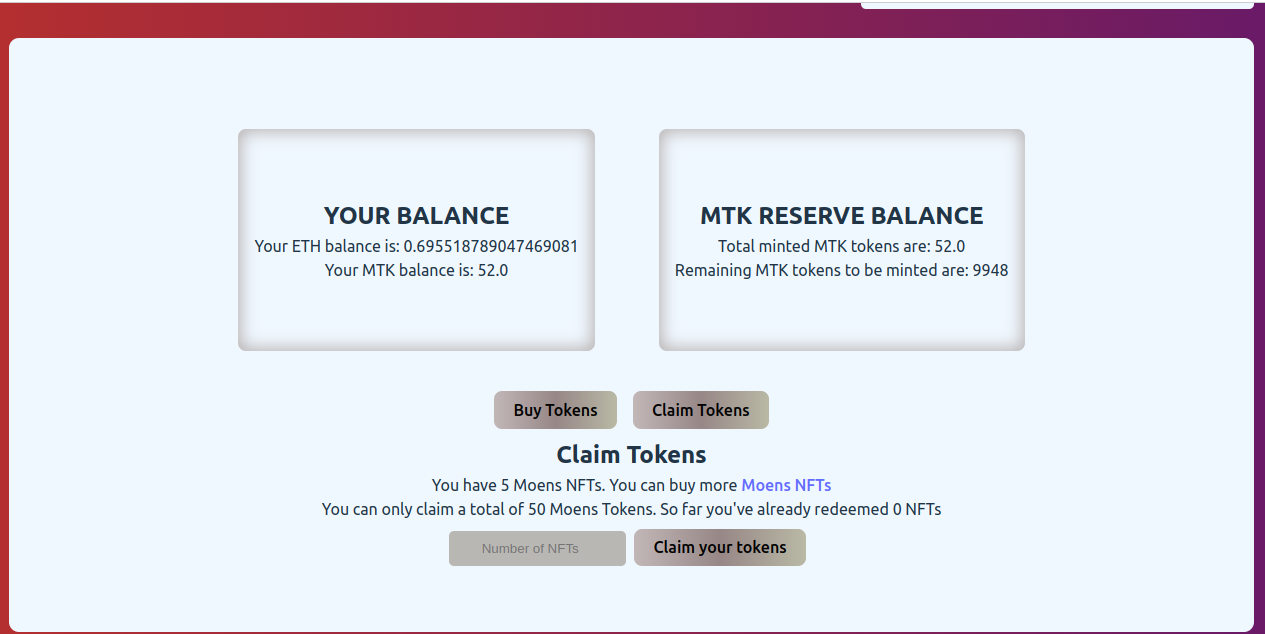 YOUR BALANCE
Your ETH balance is: 0.695518789047469081
Your MTK balance is: 52.0
MTK RESERVE BALANCE
Total minted MTK tokens are: 52.0
Remaining MTK tokens to be minted are: 9948
Buy Tokens
Claim Tokens
Claim Tokens
You have 5 Moens NFTs. You can buy more Moens NFTs
You can only claim a total of 50 Moens Tokens. So far you've already redeemed 0 NFTs
Number of NFTs
Claim your tokens